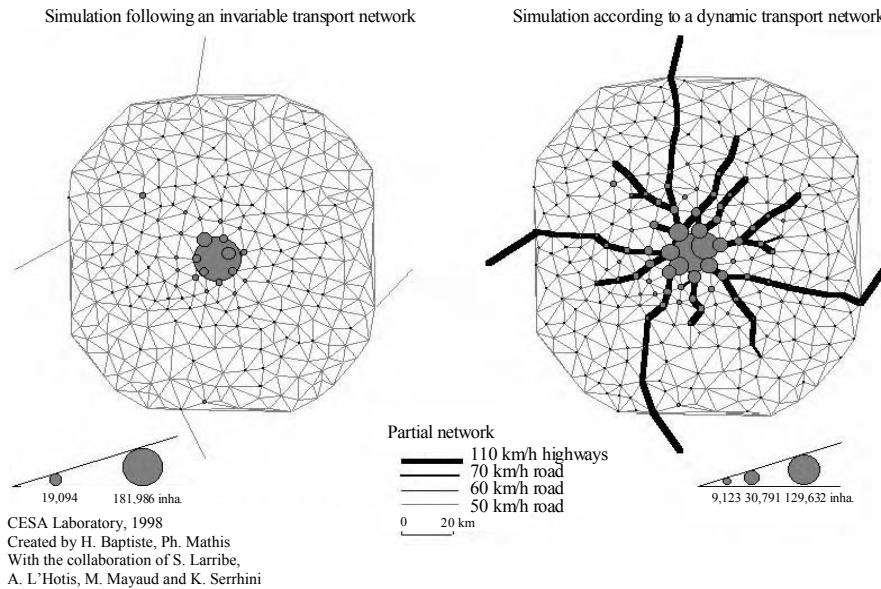 Simulation following an invariable transport network
Simulation according to a dynamic transport network
Partial network
110 km/h highways
70 km/h road
60 km/h road
50 km/h road
0 20 km
19,094 181,986 inha.
9,123 30,791 129,632 inha.
CESA Laboratory, 1998
Created by H. Baptiste, Ph. Mathis
With the collaboration of S. Larribe,
A. L'Hotis, M. Mayaud and K. Serrhini